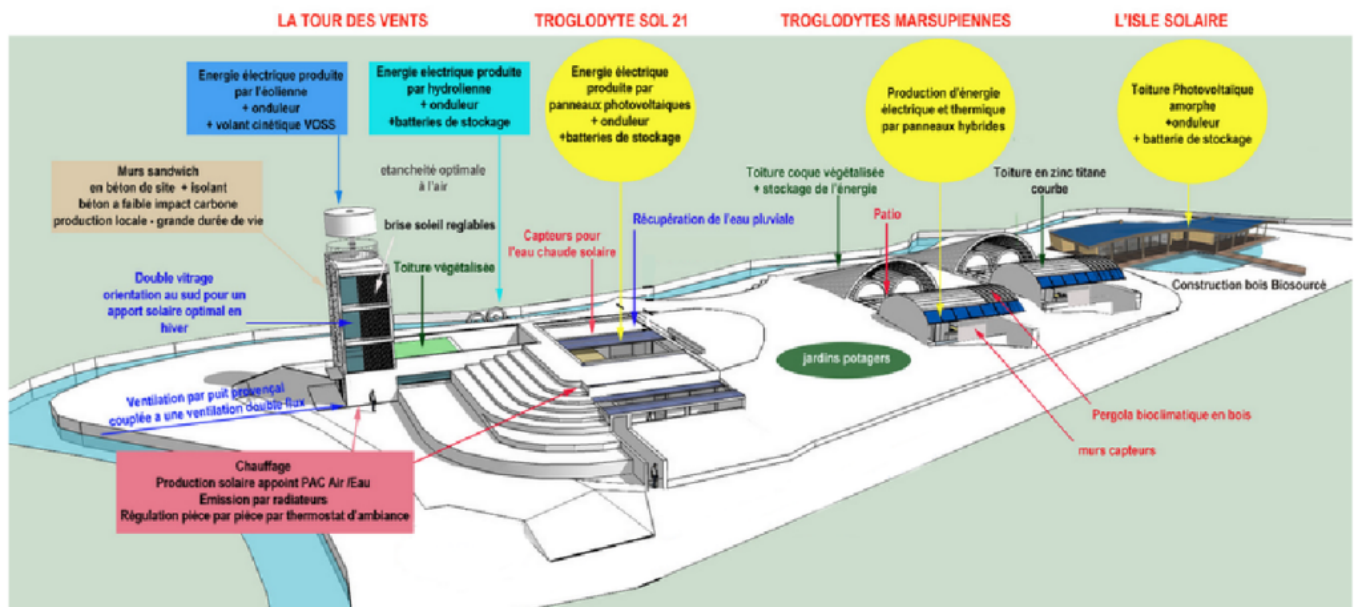 LA TOUR DES VENTS
TROGLODYTE SOL 21
TROGLODYTES MARSUPIENNES
L'ISLE SOLAIRE
Energie électrique produite
par l'éolienne
+ onduleur
+ volant cinétique VOSS
Energie electrique produite
par hydrolienne
+ onduleur
+batteries de stockage
Energie électrique
produite par
panneaux photovoltaiques
+ onduleur
+batteries de stockage
Production d'énergie
électrique et thermique
par panneaux hybrides
Toiture Photovoltaïque
amorphe
+onduleur
+ batterie de stockage
Murs sandwich
en béton de site + isolant
béton a faible impact carbone
production locale - grande durée de vie
etancheité optimale
à l'air
brise soleil reglables
Toiture coque végétalisée
+ stockage de l'énergie
Toiture en zinc titane
courbe
Patio
Récupération de l'eau pluviale
Capteurs pour
l'eau chaude solaire
Toiture végétalisée
Double vitrage
orientation au sud pour un
apport solaire optimal en
hiver
Construction bois Biosourcé
jardins potagers
Ventilation par puit provençal
couplée a une ventilation double flux
Pergola bioclimatique en bois
murs capteurs
Chauffage
Production solaire appoint PAC Air /Eau
Emission par radiateurs
Régulation pièce par pièce par thermostat d'ambiance